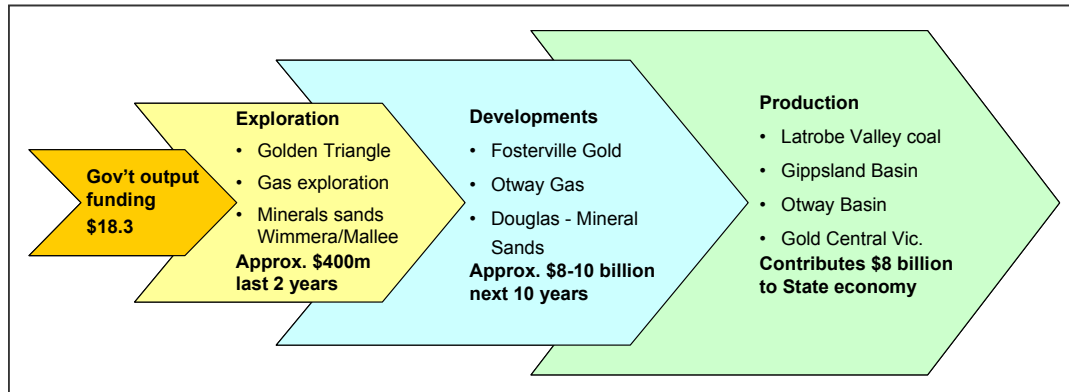 Gov't output
funding
$18.3
Exploration
• Golden Triangle
• Gas exploration
• Minerals sands
Wimmera/Mallee
Approx. $400m
last 2 years
Developments
• Fosterville Gold
• Otway Gas
• Douglas - Mineral
Sands
Approx. $8-10 billion
next 10 years
Production
• Latrobe Valley coal
• Gippsland Basin
• Otway Basin
• Gold Central Vic.
Contributes $8 billion
to State economy